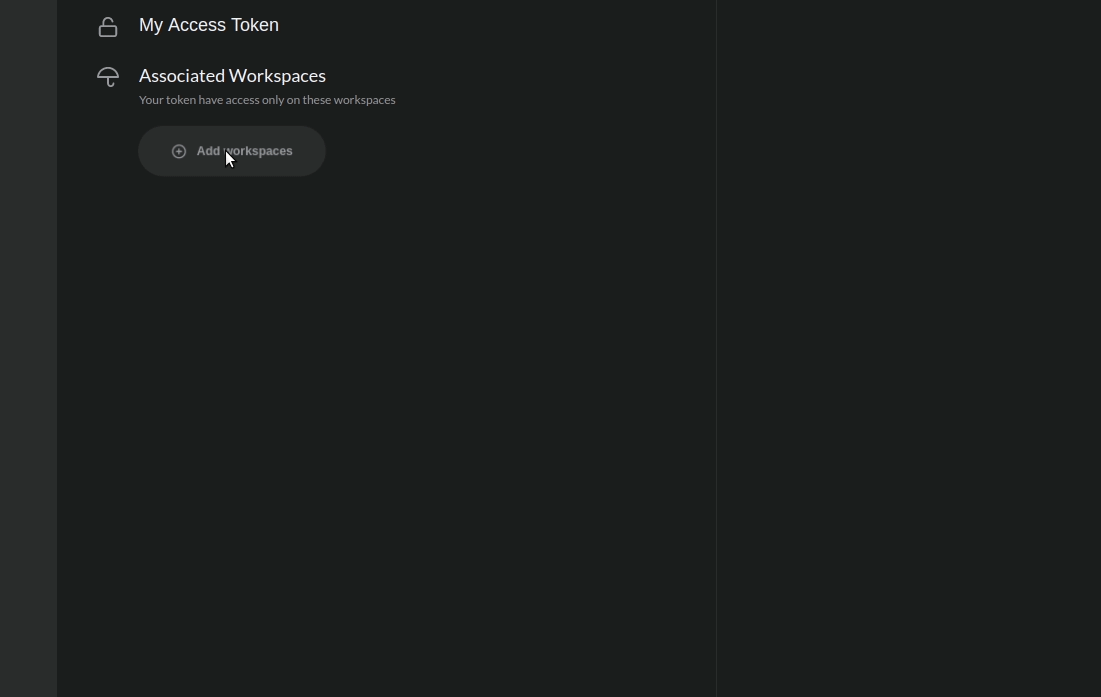 My Access Token
Associated Workspaces
Your token have access only on these workspaces
Add workspaces